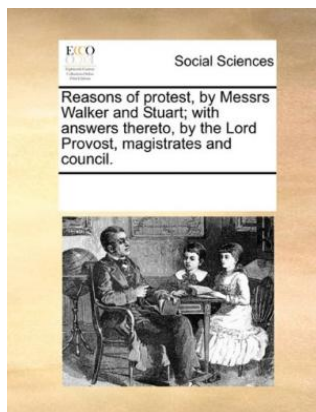 ECCO
Social Sciences
Reasons of protest, by Messrs
Walker and Stuart; with
answers thereto, by the Lord
Provost, magistrates and
council.